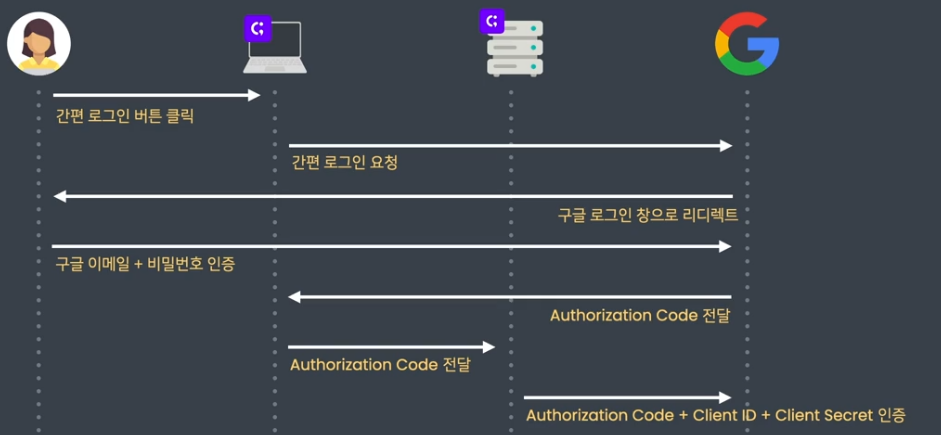 간편 로그인 버튼 클릭
간편 로그인 요청
구글 로그인 창으로 리디렉트
구글 이메일 + 비밀번호 인증
Authorization Code 전달
Authorization Code 전달
Authorization Code + Client ID + Client Secret 인증